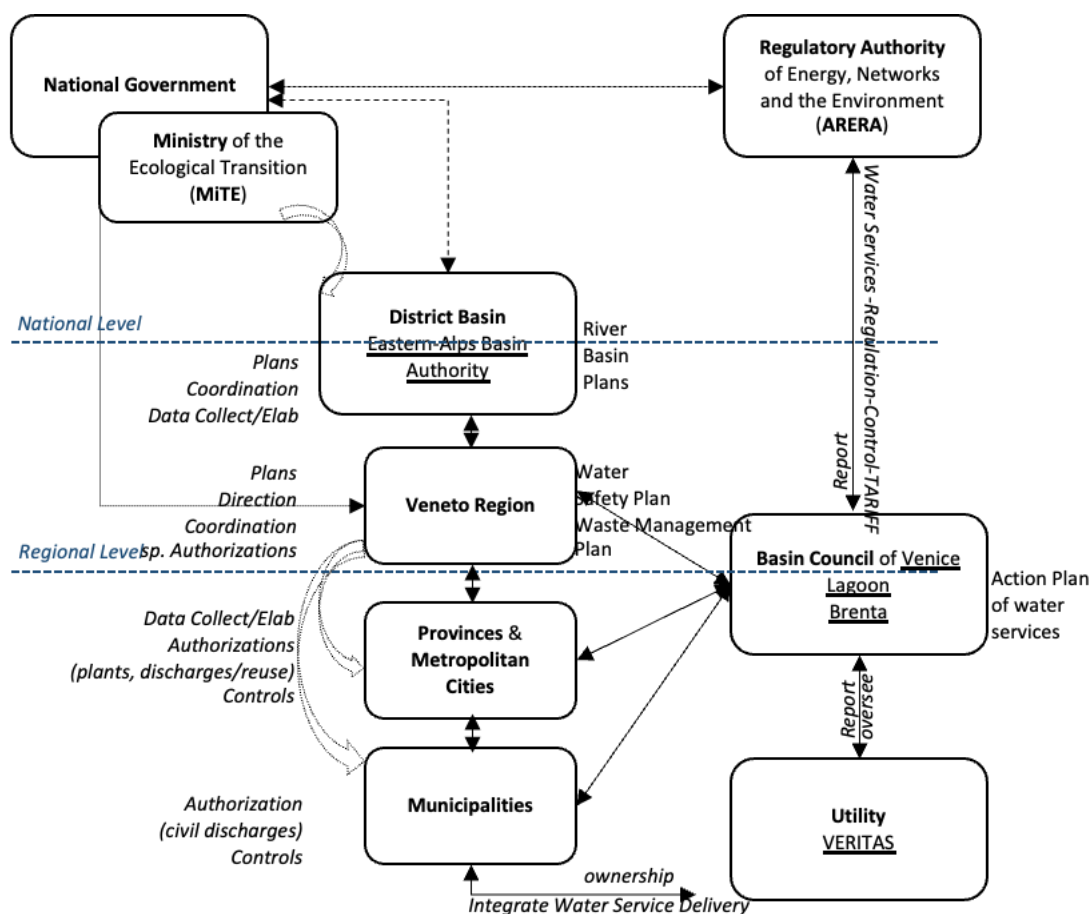 National Government
Ministry of the
Ecological Transition
(MiTE)
Regulatory Authority
of Energy, Networks
and the Environment
(ARERA)
National Level
District Basin
Eastern-Alps Basin
Authority
River
Basin
Plans
Plans
Coordination
Data Collect/Elab
Water Services -Regulation-Control-TARIFF
Report
Plans
Direction
Coordination
sp. Authorizations
Veneto Region
Water
Safety Plan
Waste Management
Plan
Regional Level
Basin Council of Venice
Lagoon
Brenta
Action Plan
of water
services
Data Collect/Elab
Authorizations
(plants, discharges/reuse)
Controls
Provinces &
Metropolitan
Cities
Report
oversee
Authorization
(civil discharges)
Controls
Municipalities
Utility
VERITAS
ownership
Integrate Water Service Delivery